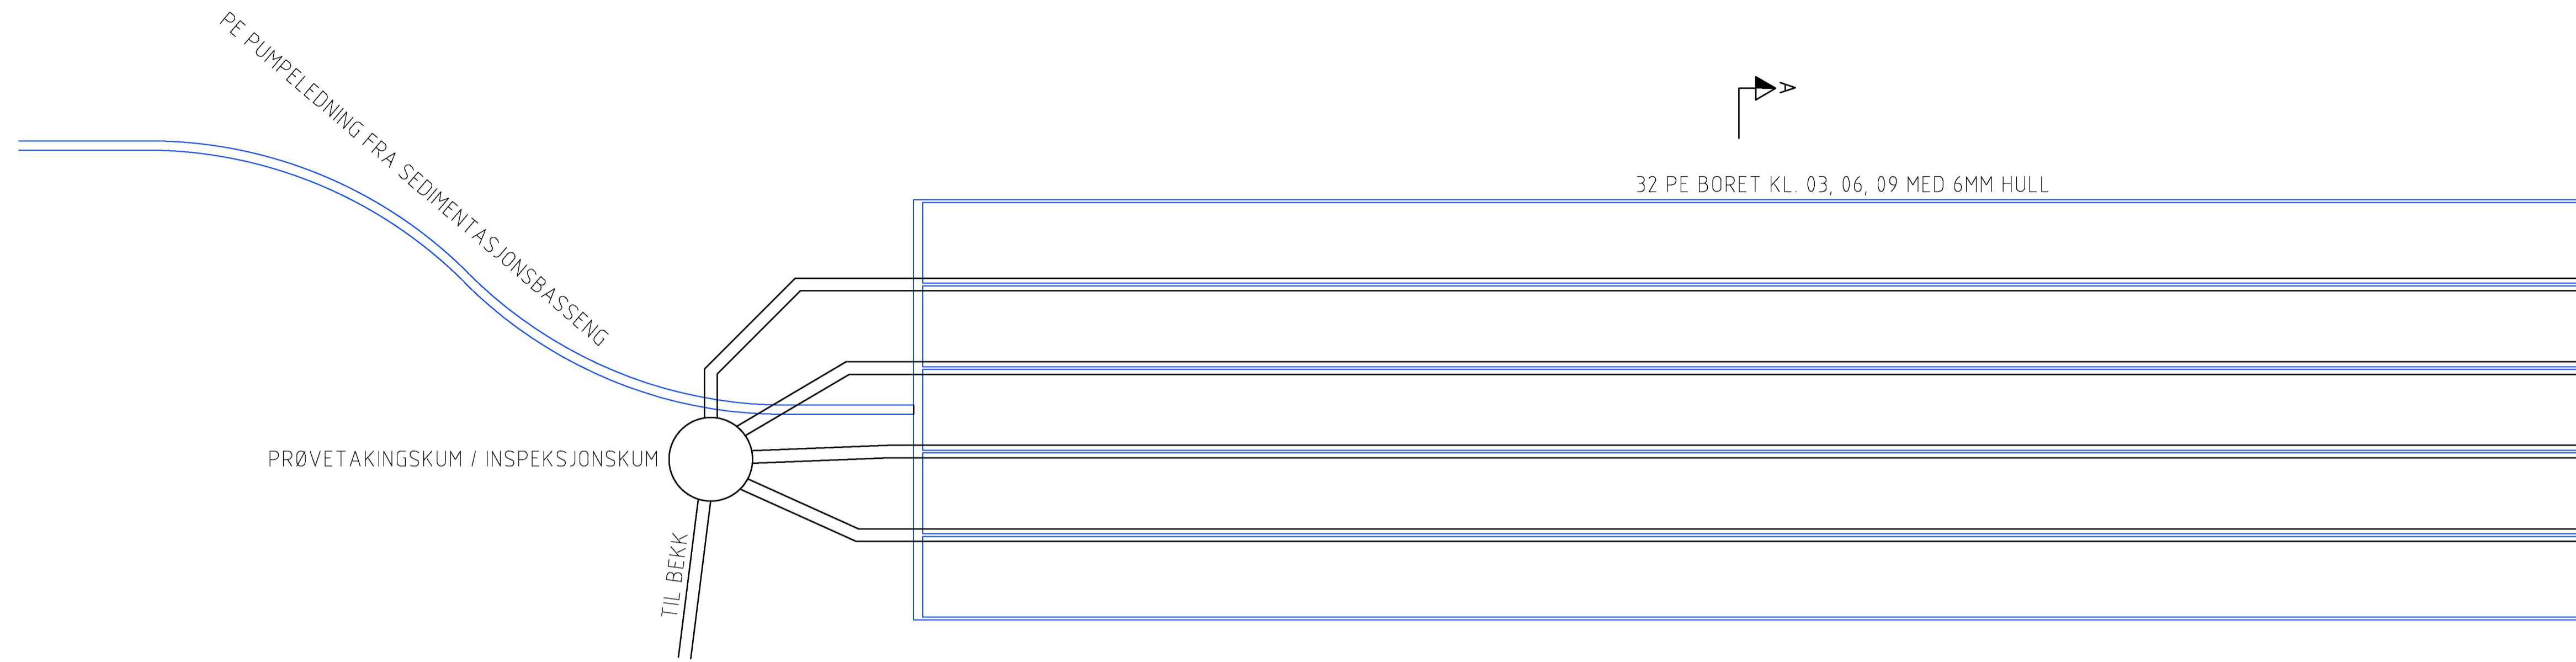 PE PUMPELEDNING FRA SEDIMENTASJONSBASSENG
A
32 PE BORET KL. 03, 06, 09 MED 6MM HULL
PRØVETAKINGSKUM / INSPEKSJONSKUM
TIL BEKK